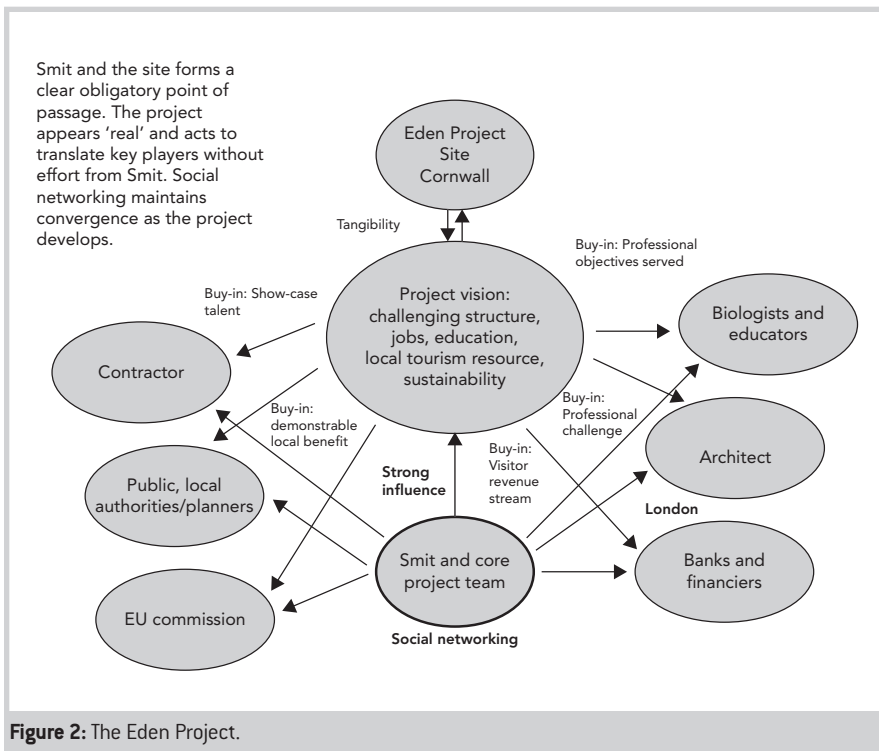 Smit and the site forms a
clear obligatory point of
passage. The project
appears ‘real’ and acts to
translate key players without
effort from Smit. Social
networking maintains
convergence as the project
develops.
Eden Project
Site
Cornwall
Tangibility
Buy-in: Professional
objectives served
Buy-in: Show-case
talent
Project vision:
challenging structure,
jobs, education,
local tourism resource,
sustainability
Biologists and
educators
Contractor
Buy-in:
demonstrable
local benefit
Buy-in:
Professional
challenge
Public, local
authorities/planners
Strong
influence
Buy-in:
Visitor
revenue
stream
Architect
London
Smit and core
project team
Banks and
financiers
EU commission
Social networking
Figure 2: The Eden Project.